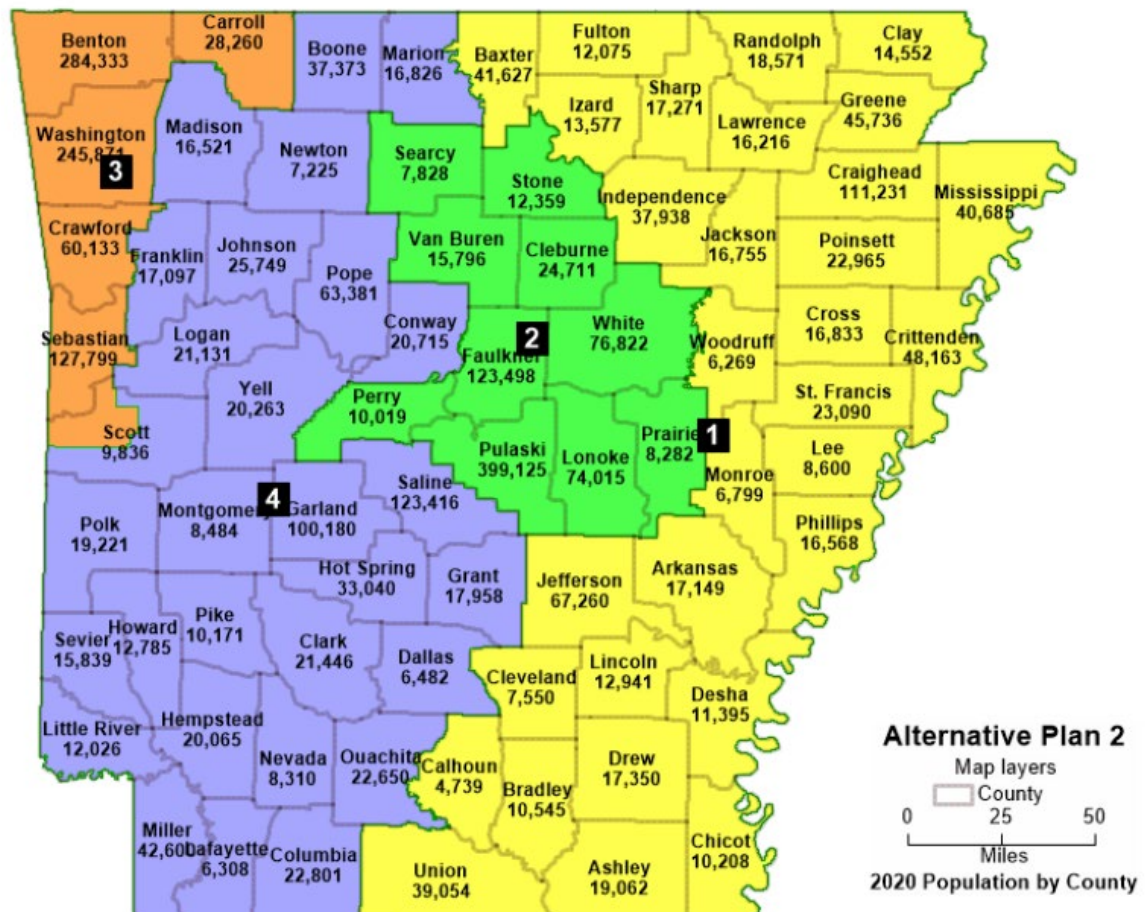 Benton
284,333
Carroll
28,260
Boone
37,373
Marion
16,826
Baxter
41,627
Fulton
12,075
Randolph
18,571
Clay
14,552
Sharp
17,271
Izard
13,577
Greene
45,736
Lawrence
16,216
Washington
245,871
3
Madison
16,521
Newton
7,225
Searcy
7,828
Stone
12,359
Independence
37,938
Craighead
111,231
Mississippi
40,685
Crawford
60,133
Franklin
17,097
Johnson
25,749
Pope
63,381
Van Buren
15,796
Cleburne
24,711
Jackson
16,755
Poinsett
22,965
Sebastian
127,799
Logan
21,131
Conway
20,715
2
Faulkner
123,498
White
76,822
Woodruff
6,269
Cross
16,833
Crittenden
48,163
Yell
20,263
Perry
10,019
St. Francis
23,090
Scott
9,836
Pulaski
399,125
Lonoke
74,015
Prairie
8,282
1
Monroe
6,799
Lee
8,600
Polk
19,221
Montgomery
8,484
4
Garland
100,180
Saline
123,416
Phillips
16,568
Hot Spring
33,040
Grant
17,958
Jefferson
67,260
Arkansas
17,149
Sevier
15,839
Howard
12,785
Pike
10,171
Clark
21,446
Dallas
6,482
Cleveland
7,550
Lincoln
12,941
Desha
11,395
Little River
12,026
Hempstead
20,065
Nevada
8,310
Ouachita
22,650
Calhoun
4,739
Bradley
10,545
Drew
17,350
Miller
42,600
Lafayette
6,308
Columbia
22,801
Union
39,054
Ashley
19,062
Chicot
10,208
Alternative Plan 2
Map layers
County
0 25 50
Miles
2020 Population by County